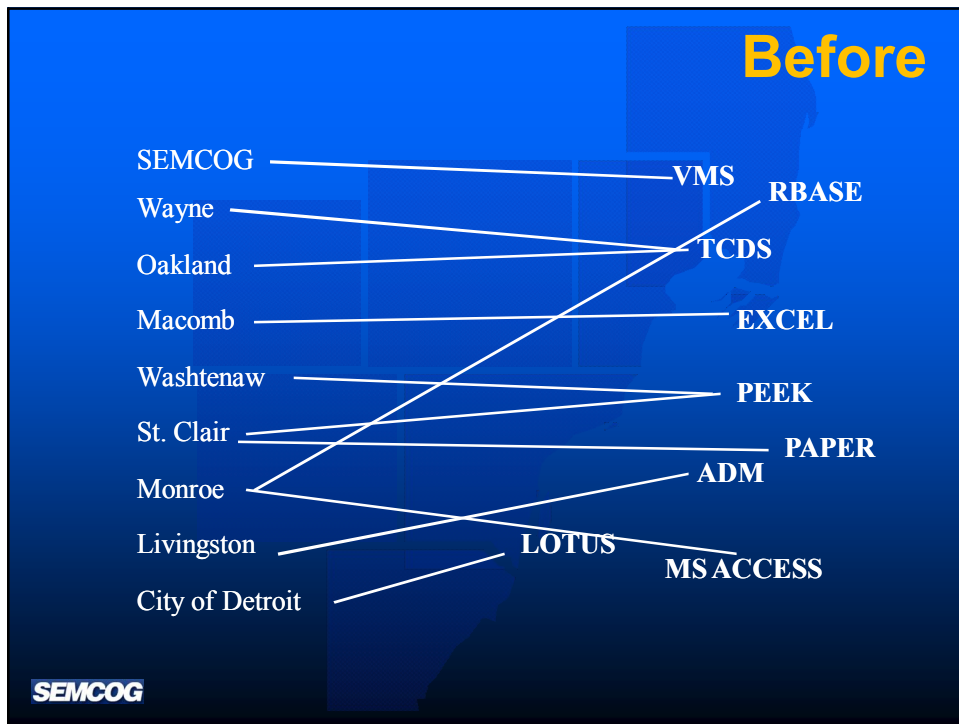 Before
SEMCOG
VMS
RBASE
Wayne
TCDS
Oakland
Macomb
EXCEL
Washtenaw
PEEK
St. Clair
PAPER
ADM
Monroe
Livingston
LOTUS
MS ACCESS
City of Detroit
SEMCOG